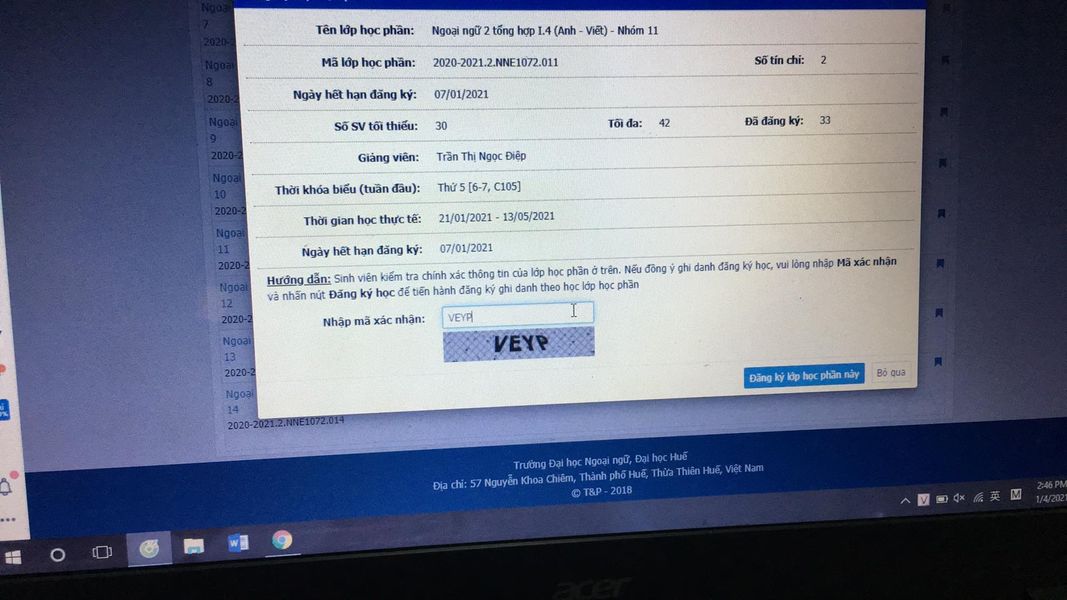 Tên lớp học phần: Ngoại ngữ 2 tổng hợp I.4 (Anh - Viết) - Nhóm 11
Mã lớp học phần: 2020-2021.2.NNE1072.011 Số tín chỉ: 2
Ngày hết hạn đăng ký: 07/01/2021
Số SV tối thiểu: 30 Tối đa: 42 Đã đăng ký: 33
Giảng viên: Trần Thị Ngọc Điệp
Thời khóa biểu (tuần đầu): Thứ 5 [6-7, C105]
Thời gian học thực tế: 21/01/2021 - 13/05/2021
Ngày hết hạn đăng ký: 07/01/2021
Hướng dẫn: Sinh viên kiểm tra chính xác thông tin của lớp học phần ở trên. Nếu đồng ý ghi danh đăng ký học, vui lòng nhập Mã xác nhận
và nhấn nút Đăng ký học để tiến hành đăng ký ghi danh theo học lớp học phần
Nhập mã xác nhận: VEYP
VEYP
Đăng ký lớp học phần này Bỏ qua
Ngoại
7
2020-2
Ngoại
8
2020-2
Ngoại
9
2020-2
Ngoại
10
2020-2
Ngoại
11
2020-2
Ngoại
12
2020-2
Ngoại
13
2020-2
Ngoại
14
2020-2021.2.NNE1072.014
Trường Đại học Ngoại ngữ, Đại học Huế
Địa chỉ: 57 Nguyễn Khoa Chiêm, Thành phố Huế, Thừa Thiên Huế, Việt Nam
© T&P - 2018
V 英 M
2:46 PM
1/4/2021
acer